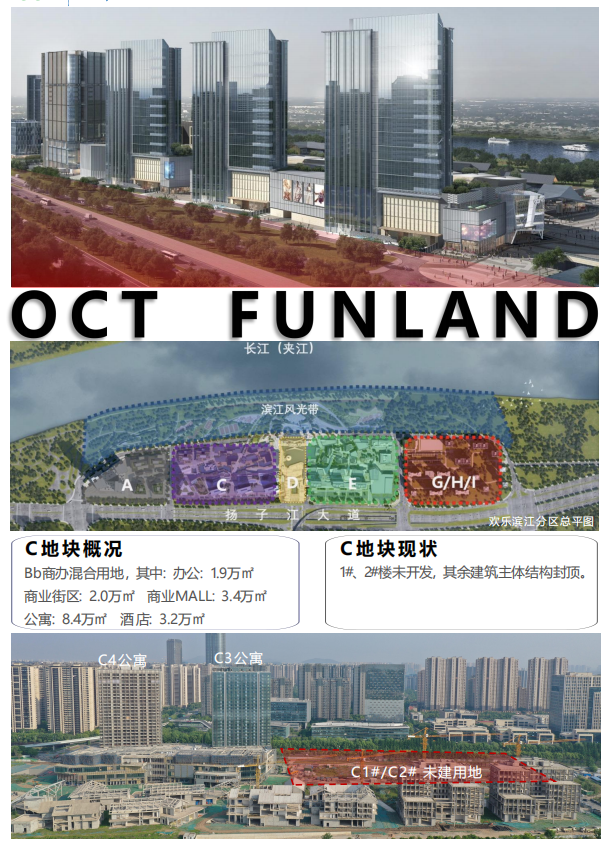 OCT FUNLAND
长江（夹江）
滨江风光带
A
C
D
E
G/H/I
扬子江大道
欢乐滨江分区总平图
C地块概况
Bb商办混合用地，其中: 办公: 1.9万㎡
商业街区: 2.0万㎡ 商业MALL: 3.4万㎡
公寓: 8.4万㎡ 酒店: 3.2万㎡
C地块现状
1#、2#楼未开发，其余建筑主体结构封顶。
C4公寓
C3公寓
C1#/C2# 未建用地